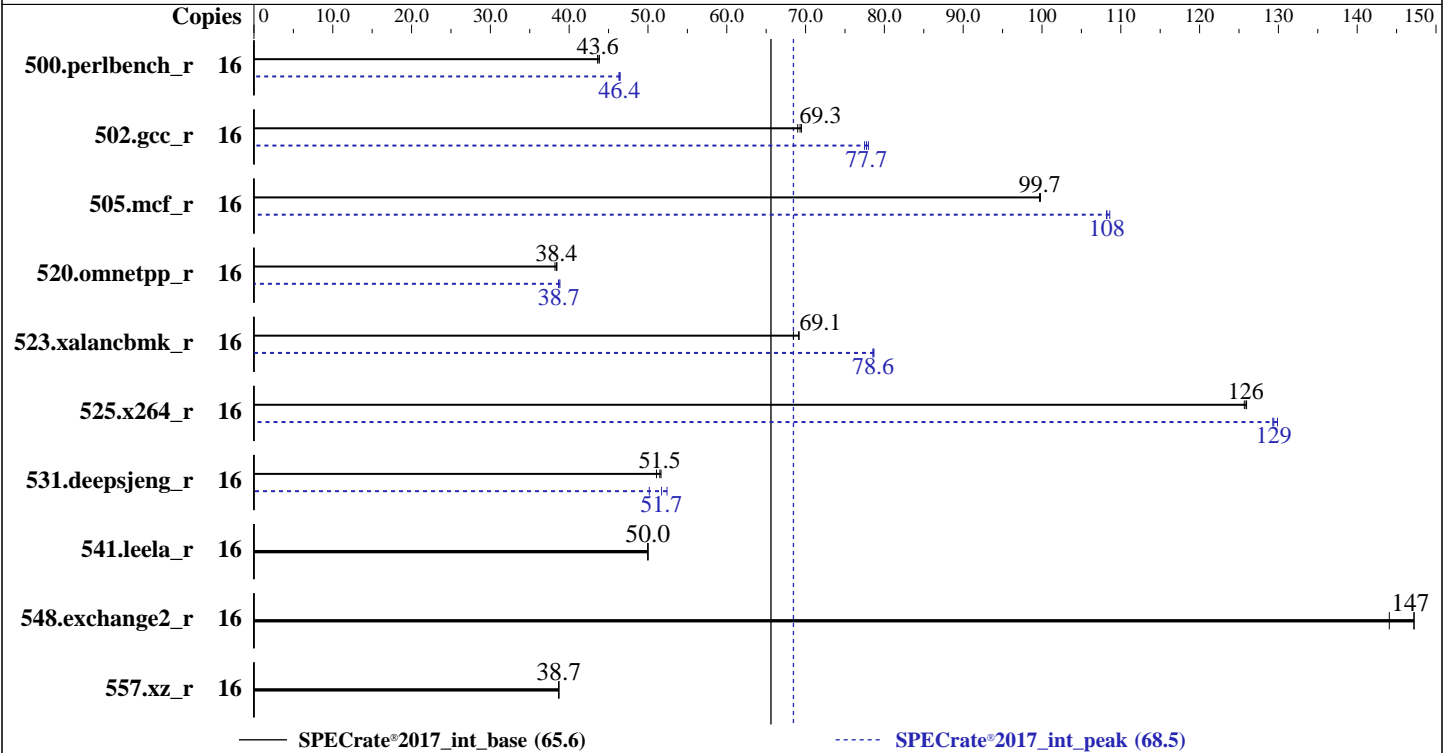 Copies 0 10.0 20.0 30.0 40.0 50.0 60.0 70.0 80.0 90.0 100 110 120 130 140 150
43.6
500.perlbench_r 16
46.4
69.3
502.gcc_r 16
77.7
99.7
505.mcf_r 16
108
38.4
520.omnetpp_r 16
38.7
69.1
523.xalancbmk_r 16
78.6
126
525.x264_r 16
129
51.5
531.deepsjeng_r 16
51.7
50.0
541.leela_r 16
147
548.exchange2_r 16
38.7
557.xz_r 16
SPECrate®2017_int_base (65.6) SPECrate®2017_int_peak (68.5)